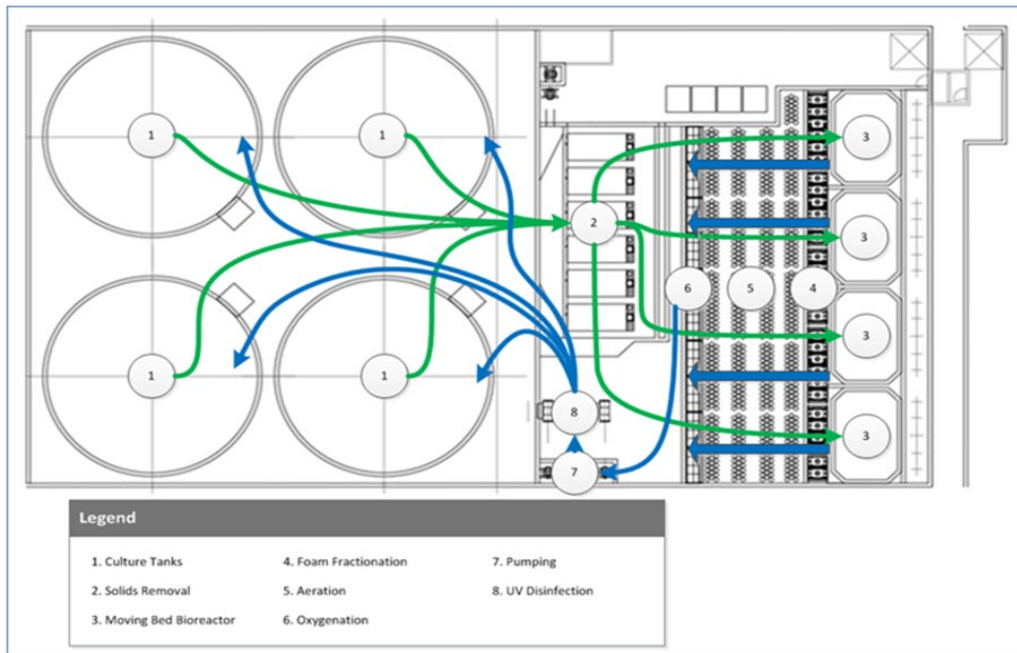 1
1
3
2
3
6
5
4
3
1
1
3
8
7
Legend
1. Culture Tanks
4. Foam Fractionation
7. Pumping
2. Solids Removal
5. Aeration
8. UV Disinfection
3. Moving Bed Bioreactor
6. Oxygenation